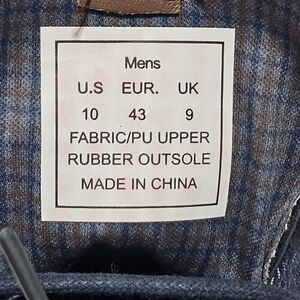 Mens
U.S EUR. UK
10 43 9
FABRIC/PU UPPER
RUBBER OUTSOLE
MADE IN CHINA